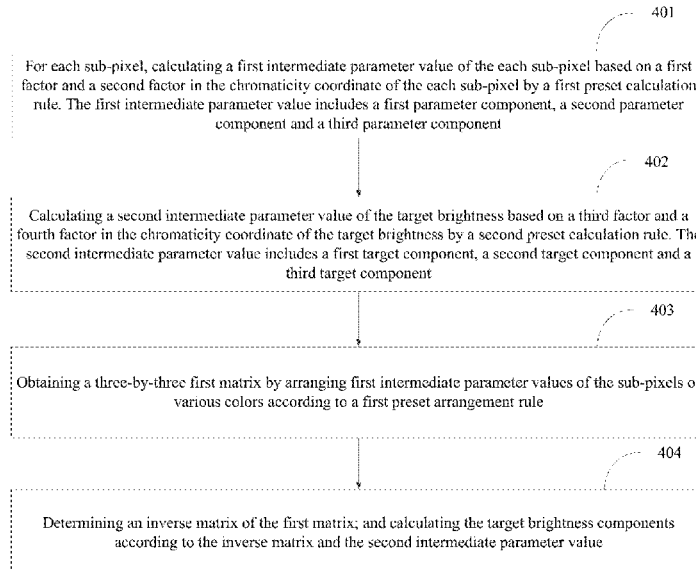 401
For each sub-pixel, calculating a first intermediate parameter value of the each sub-pixel based on a first
factor and a second factor in the chromaticity coordinate of the each sub-pixel by a first preset calculation
rule. The first intermediate parameter value includes a first parameter component, a second parameter
component and a third parameter component
402
Calculating a second intermediate parameter value of the target brightness based on a third factor and a
fourth factor in the chromaticity coordinate of the target brightness by a second preset calculation rule. The
second intermediate parameter value includes a first target component, a second target component and a
third target component
403
Obtaining a three-by-three first matrix by arranging first intermediate parameter values of the sub-pixels o
various colors according to a first preset arrangement rule
404
Determining an inverse matrix of the first matrix; and calculating the target brightness components
according to the inverse matrix and the second intermediate parameter value